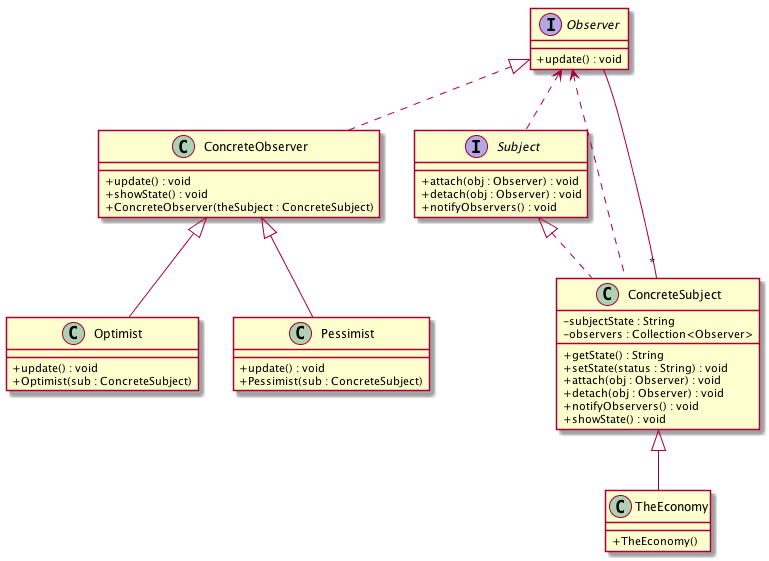 I Observer
+update() : void
C ConcreteObserver
+update() : void
+showState() : void
+ConcreteObserver(theSubject : ConcreteSubject)
I Subject
+attach(obj : Observer) : void
+detach(obj : Observer) : void
+notifyObservers() : void
*
C ConcreteSubject
-subjectState : String
-observers : Collection<Observer>
+getState() : String
+setState(status : String) : void
+attach(obj : Observer) : void
+detach(obj : Observer) : void
+notifyObservers() : void
+showState() : void
C Optimist
+update() : void
+Optimist(sub : ConcreteSubject)
C Pessimist
+update() : void
+Pessimist(sub : ConcreteSubject)
C TheEconomy
+TheEconomy()